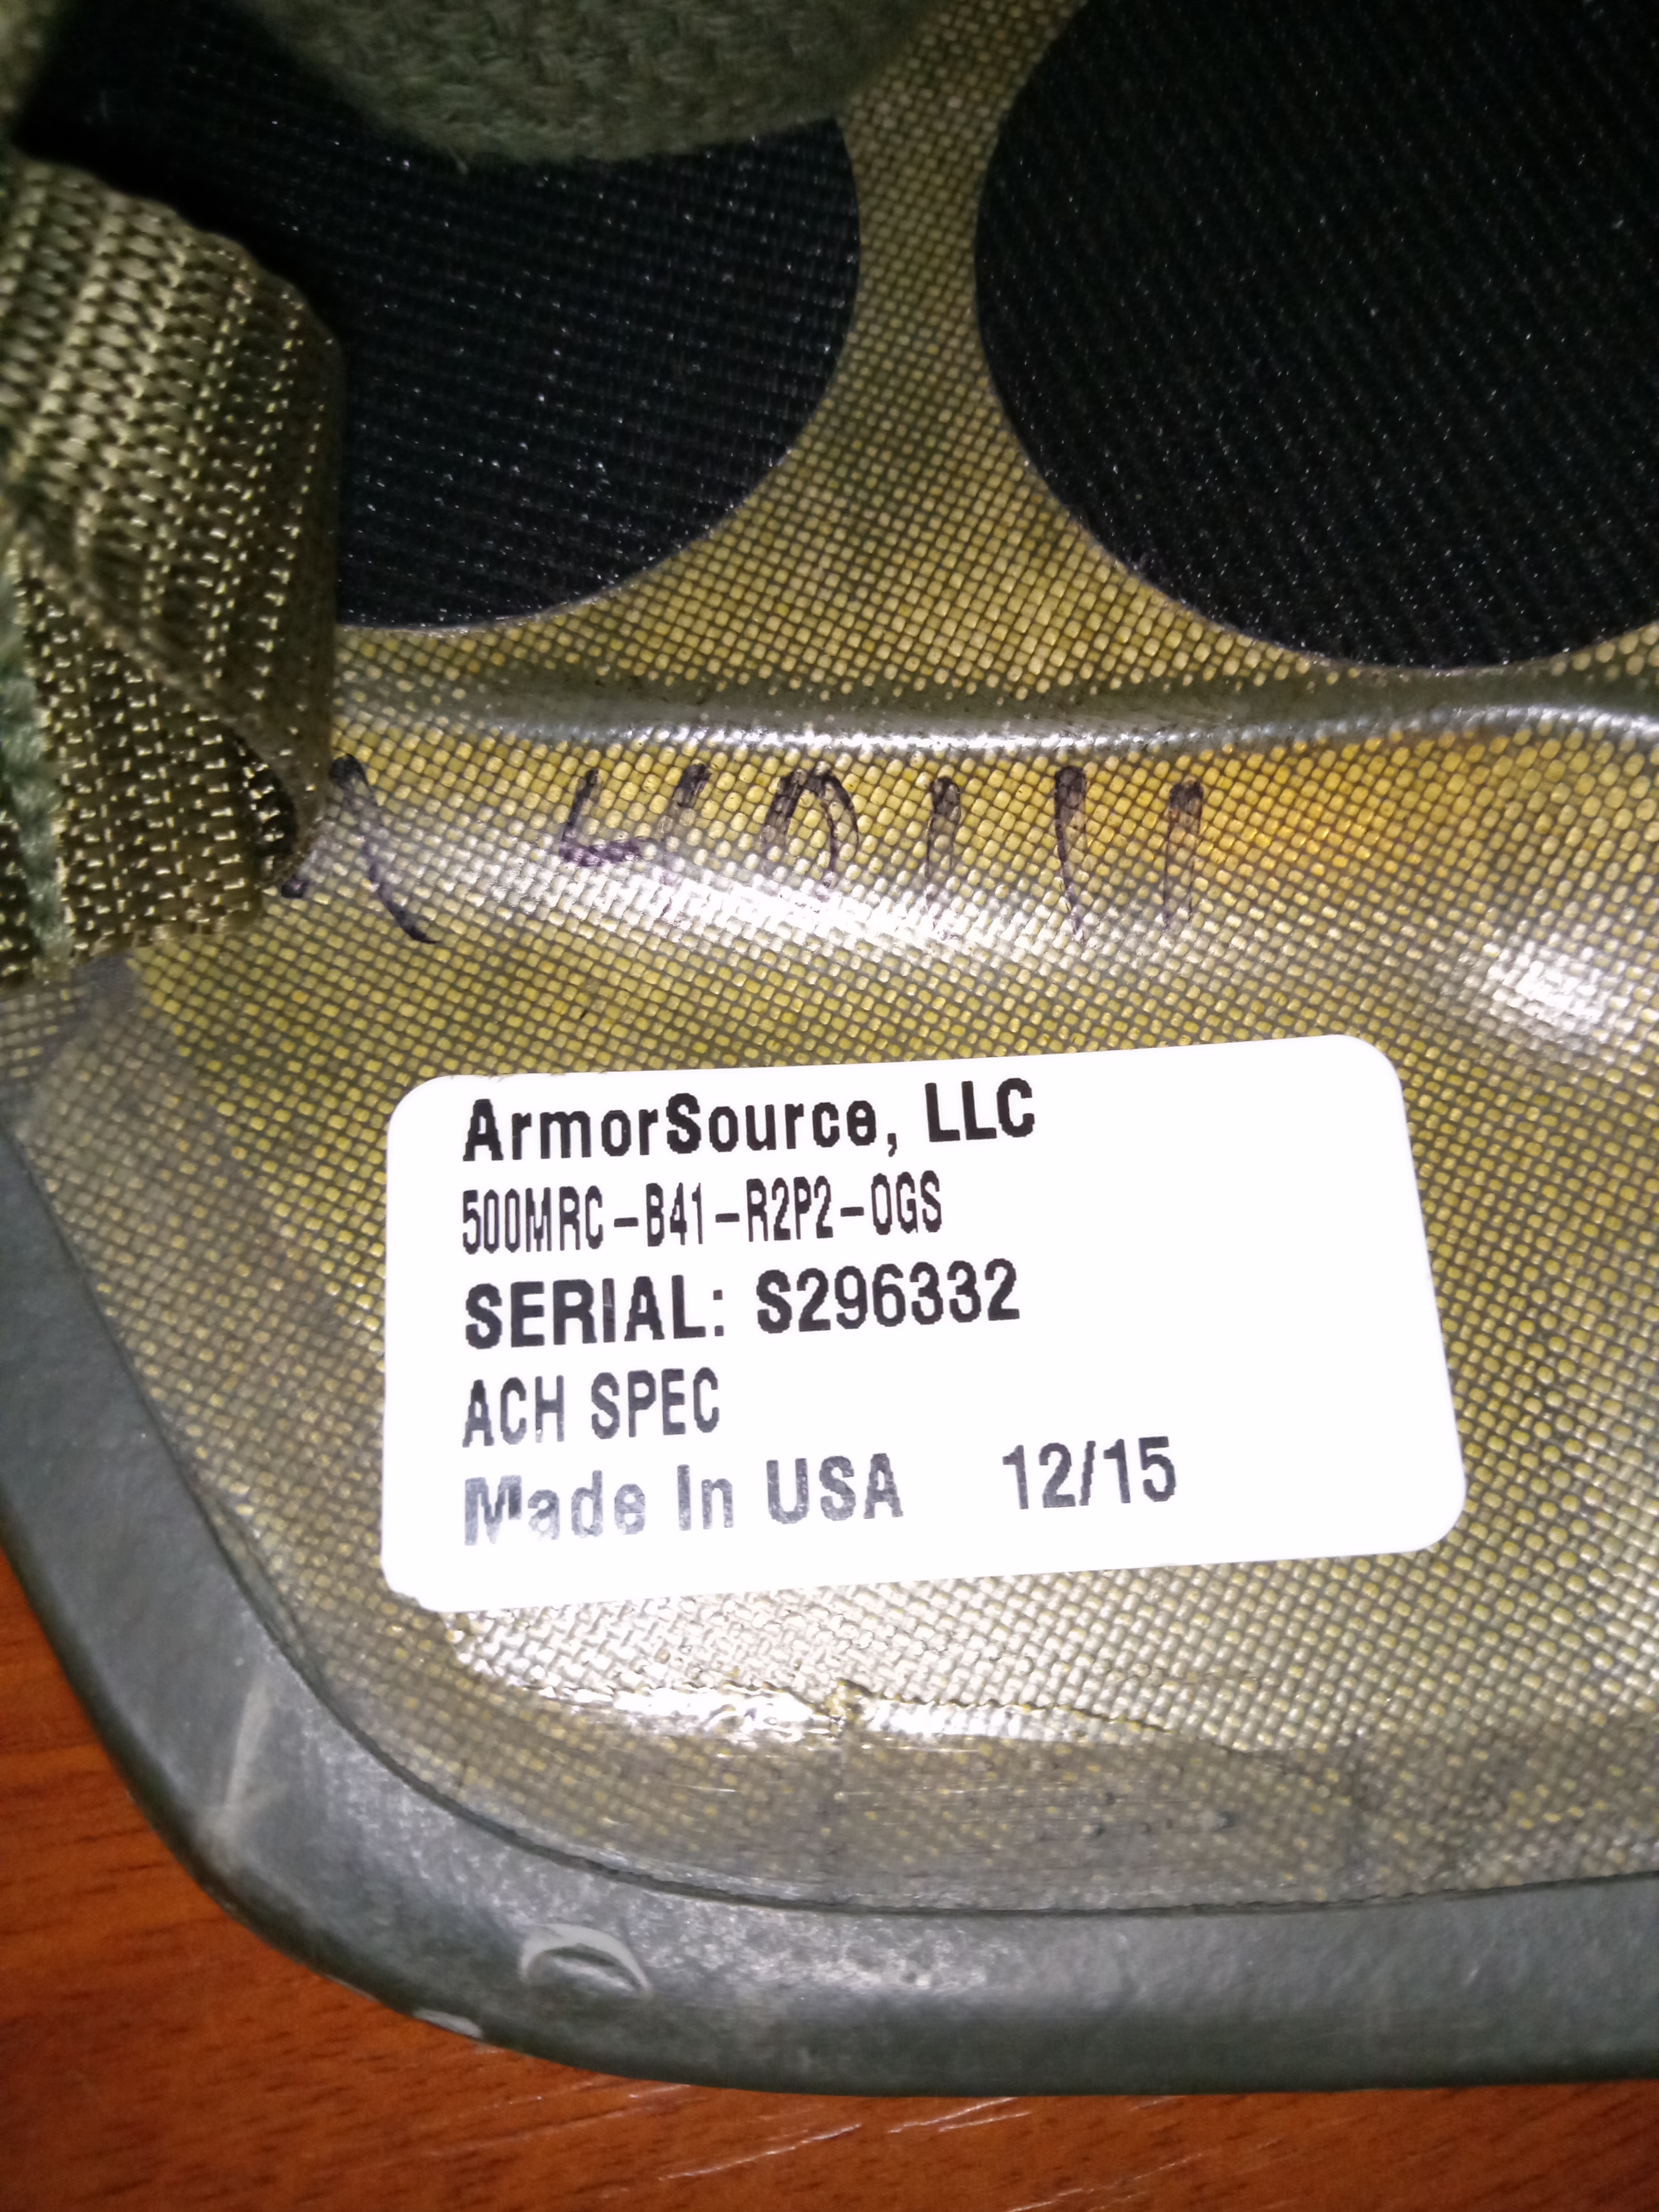 ArmorSource, LLC
500MRC-B41-R2P2-OGS
SERIAL: S296332
ACH SPEC
Made In USA 12/15